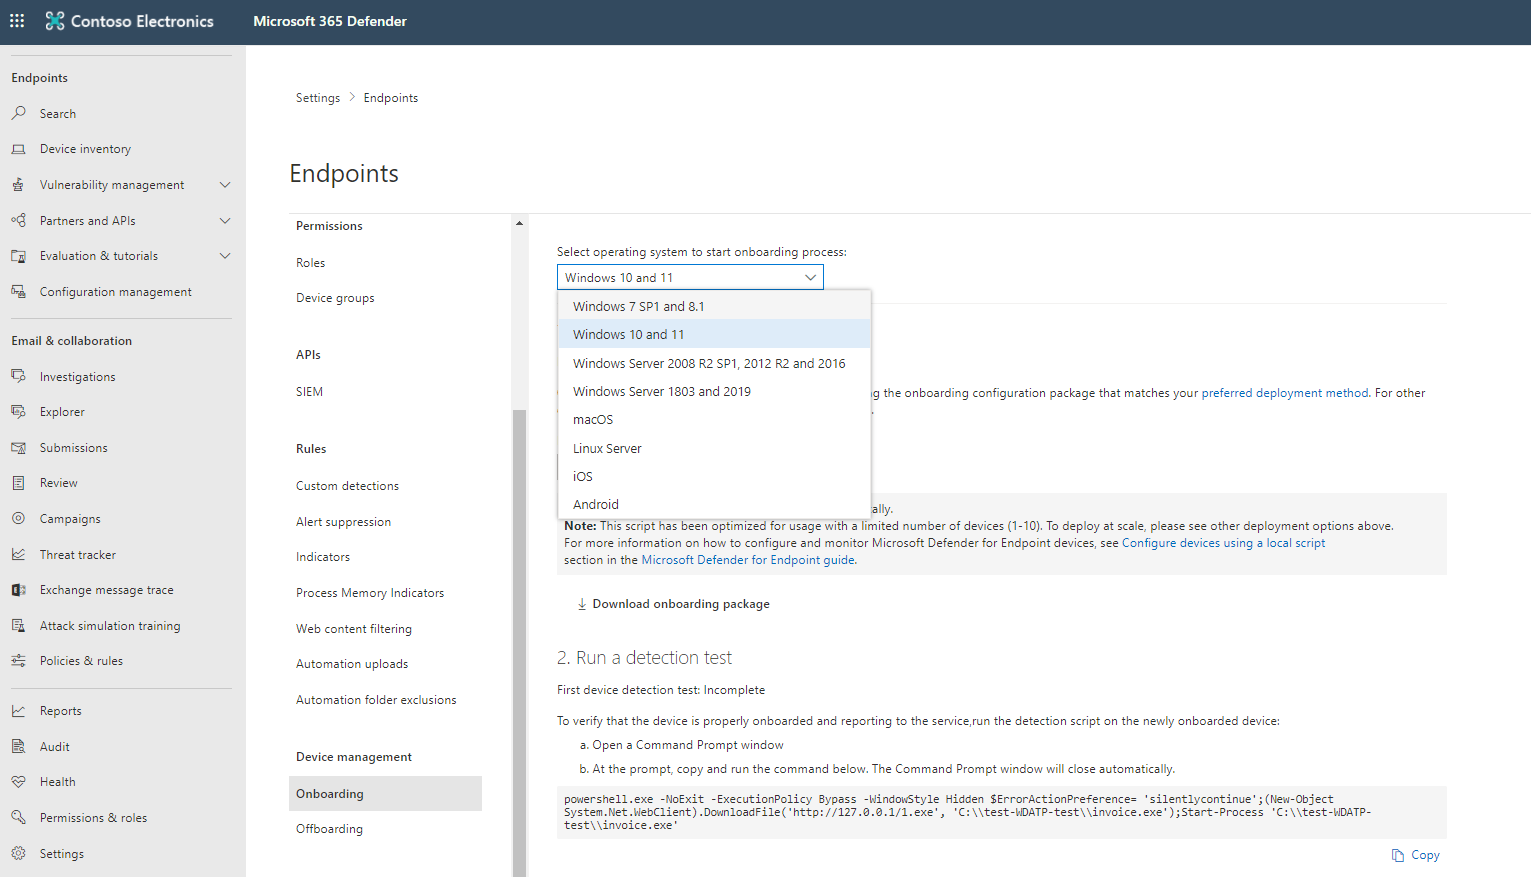 Contoso Electronics
Microsoft 365 Defender
Endpoints
Search
Device inventory
Vulnerability management
Partners and APIs
Evaluation & tutorials
Configuration management
Email & collaboration
Investigations
Explorer
Submissions
Review
Campaigns
Threat tracker
Exchange message trace
Attack simulation training
Policies & rules
Reports
Audit
Health
Permissions & roles
Settings
Settings > Endpoints
Endpoints
Permissions
Roles
Device groups
APIs
SIEM
Rules
Custom detections
Alert suppression
Indicators
Process Memory Indicators
Web content filtering
Automation uploads
Automation folder exclusions
Device management
Onboarding
Offboarding
Select operating system to start onboarding process:
Windows 10 and 11
Windows 7 SP1 and 8.1
Windows 10 and 11
Windows Server 2008 R2 SP1, 2012 R2 and 2016
Windows Server 1803 and 2019
macOS
Linux Server
iOS
Android
the onboarding configuration package that matches your preferred deployment method. For other
Note: This script has been optimized for usage with a limited number of devices (1-10). To deploy at scale, please see other deployment options above.
For more information on how to configure and monitor Microsoft Defender for Endpoint devices, see Configure devices using a local script
section in the Microsoft Defender for Endpoint guide.
Download onboarding package
2. Run a detection test
First device detection test: Incomplete
To verify that the device is properly onboarded and reporting to the service,run the detection script on the newly onboarded device:
a. Open a Command Prompt window
b. At the prompt, copy and run the command below. The Command Prompt window will close automatically.
powershell.exe -NoExit -ExecutionPolicy Bypass -WindowStyle Hidden $ErrorActionPreference= 'silentlycontinue';(New-Object
System.Net.WebClient).DownloadFile('http://127.0.0.1/1.exe', 'C:\\test-WDATP-test\\invoice.exe');Start-Process 'C:\\test-WDATP-
test\\invoice.exe'
Copy